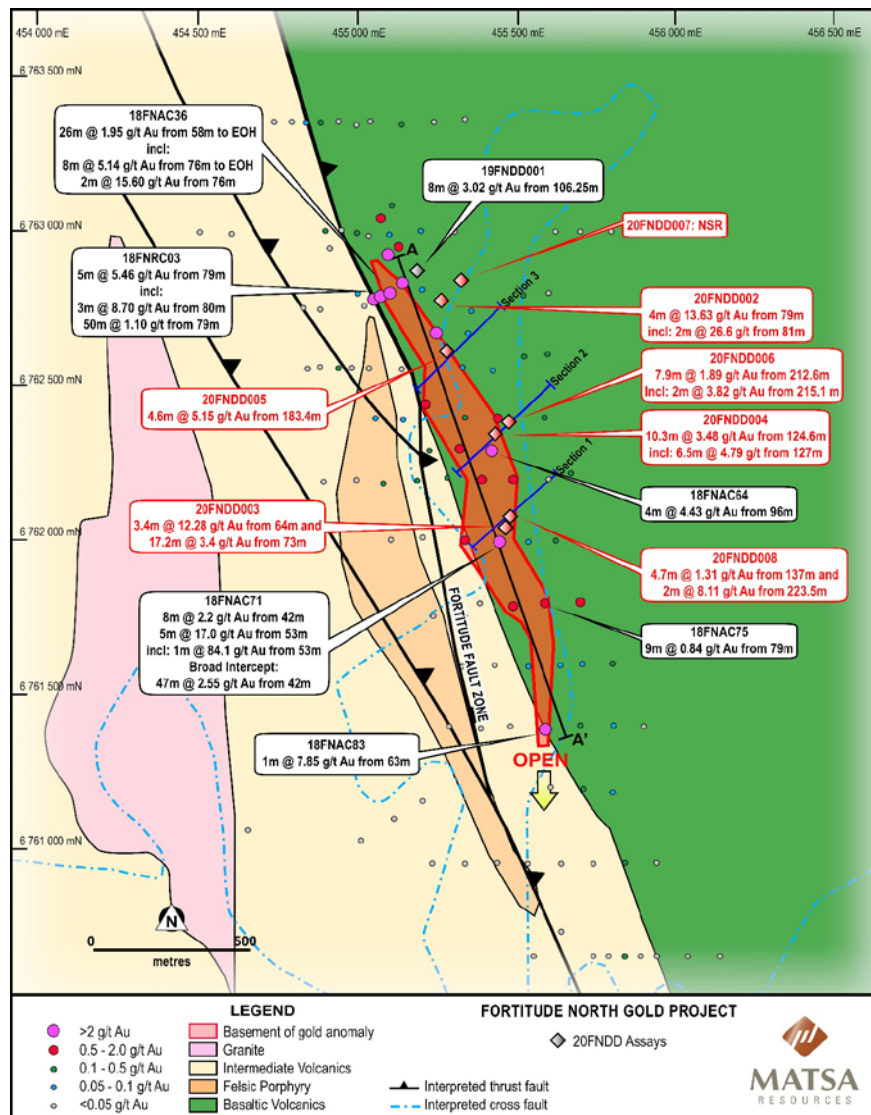 454 000 mE
454 500 mE
455 000 mE
455 500 mE
456 000 mE
456 500 mE
6 763 500 mN
6 763 000 mN
6 762 500 mN
6 762 000 mN
6 761 500 mN
6 761 000 mN
18FNAC36
26m @ 1.95 g/t Au from 58m to EOH
incl:
8m @ 5.14 g/t Au from 76m to EOH
2m @ 15.60 g/t Au from 76m
19FNDD001
8m @ 3.02 g/t Au from 106.25m
20FNDD007: NSR
18FNRC03
5m @ 5.46 g/t Au from 79m
incl:
3m @ 8.70 g/t Au from 80m
50m @ 1.10 g/t Au from 79m
A
Section 3
20FNDD002
4m @ 13.63 g/t Au from 79m
incl: 2m @ 26.6 g/t from 81m
20FNDD006
7.9m @ 1.89 g/t Au from 212.6m
Incl: 2m @ 3.82 g/t Au from 215.1 m
Section 2
20FNDD005
4.6m @ 5.15 g/t Au from 183.4m
20FNDD004
10.3m @ 3.48 g/t Au from 124.6m
incl: 6.5m @ 4.79 g/t from 127m
Section 1
18FNAC64
4m @ 4.43 g/t Au from 96m
20FNDD003
3.4m @ 12.28 g/t Au from 64m and
17.2m @ 3.4 g/t Au from 73m
20FNDD008
4.7m @ 1.31 g/t Au from 137m and
2m @ 8.11 g/t Au from 223.5m
18FNAC71
8m @ 2.2 g/t Au from 42m
5m @ 17.0 g/t Au from 53m
incl: 1m @ 84.1 g/t Au from 53m
Broad Intercept:
47m @ 2.55 g/t Au from 42m
18FNAC75
9m @ 0.84 g/t Au from 79m
FORTITUDE FAULT ZONE
18FNAC83
1m @ 7.85 g/t Au from 63m
A'
OPEN
N
0 500
metres
LEGEND
>2 g/t Au
0.5 - 2.0 g/t Au
0.1 - 0.5 g/t Au
0.05 - 0.1 g/t Au
<0.05 g/t Au
Basement of gold anomaly
Granite
Intermediate Volcanics
Felsic Porphyry
Basaltic Volcanics
FORTITUDE NORTH GOLD PROJECT
20FNDD Assays
Interpreted thrust fault
Interpreted cross fault
MATSA
RESOURCES